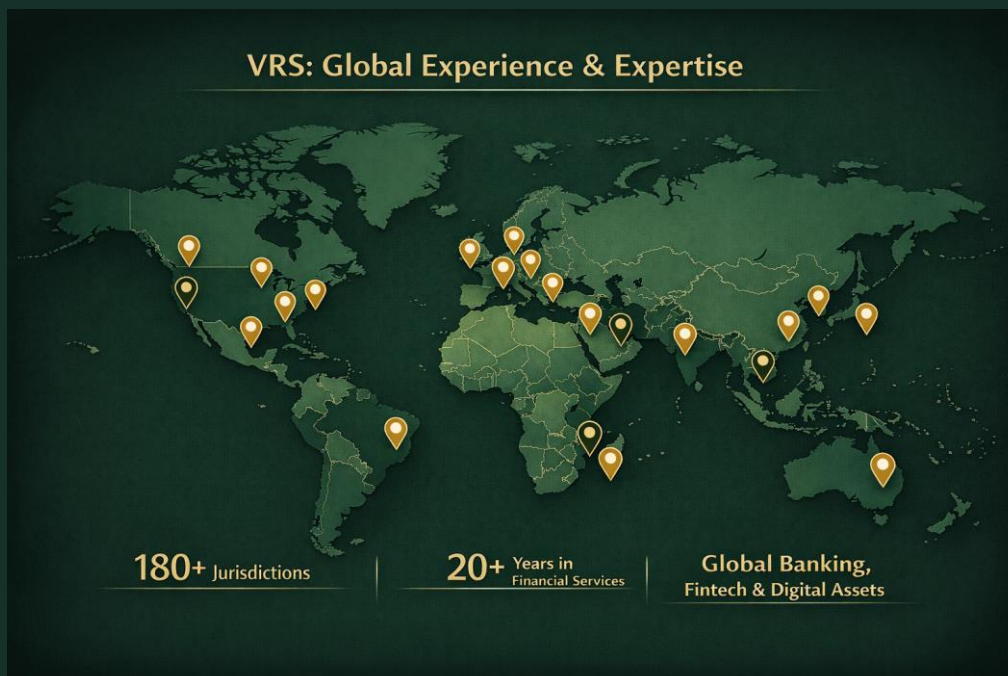 VRS: Global Experience & Expertise
180+ Jurisdictions
20+ Years in
Financial Services
Global Banking,
Fintech & Digital Assets